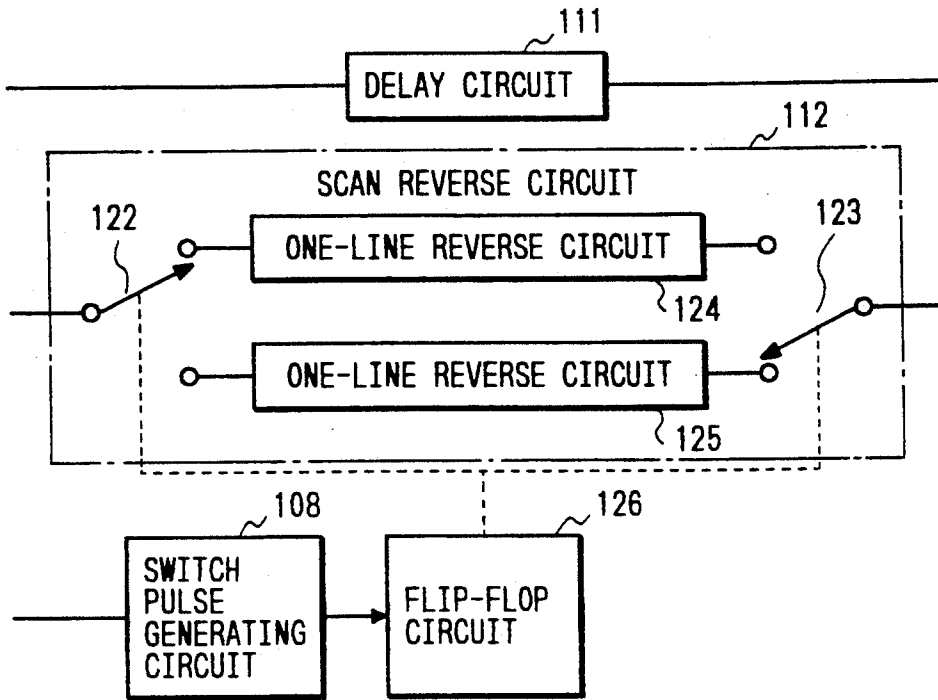 111
DELAY CIRCUIT
112
SCAN REVERSE CIRCUIT
122
123
ONE-LINE REVERSE CIRCUIT
124
ONE-LINE REVERSE CIRCUIT
125
108
126
SWITCH
PULSE
GENERATING
CIRCUIT
FLIP-FLOP
CIRCUIT